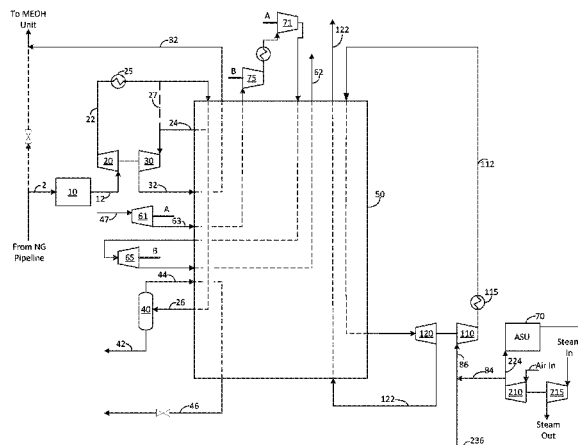 To MEOH
Unit
32
A
71
122
62
25
B
75
27
22
24
112
20
30
2
10
12
32
A
61
50
47
63
From NG
Pipeline
65
B
44
115
40
26
70
42
120
110
ASU
Steam
In
86
84
224
Air In
46
122
210
215
Steam
Out
236